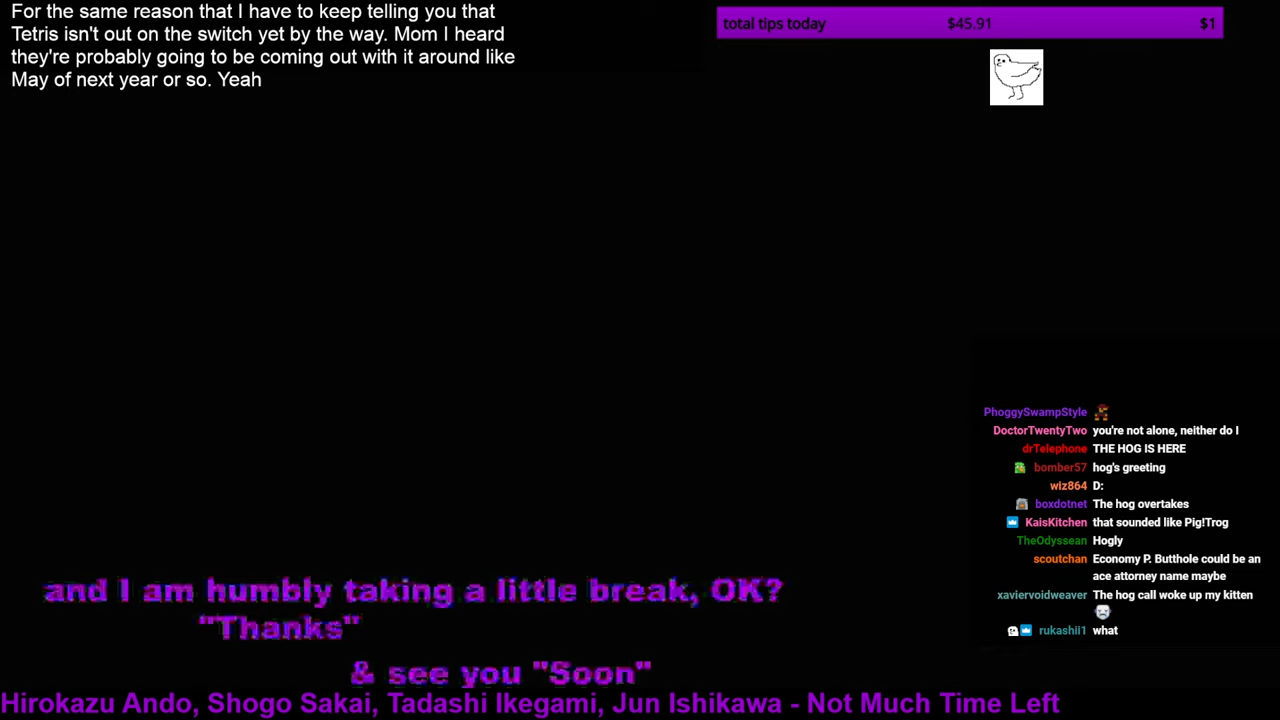 For the same reason that I have to keep telling you that
Tetris isn't out on the switch yet by the way. Mom I heard
they're probably going to be coming out with it around like
May of next year or so. Yeah
total tips today $45.91 $1
PhoggySwampStyle
DoctorTwentyTwo you're not alone, neither do I
drTelephone THE HOG IS HERE
bomber57 hog's greeting
wiz864 D:
boxdotnet The hog overtakes
KaisKitchen that sounded like Pig!Trog
TheOdyssean Hogly
scoutchan Economy P. Butthole could be an
ace attorney name maybe
xaviervoidweaver The hog call woke up my kitten
rukashii1 what
and I am humbly taking a little break, OK?
"Thanks"
& see you "Soon"
Hirokazu Ando, Shogo Sakai, Tadashi Ikegami, Jun Ishikawa - Not Much Time Left